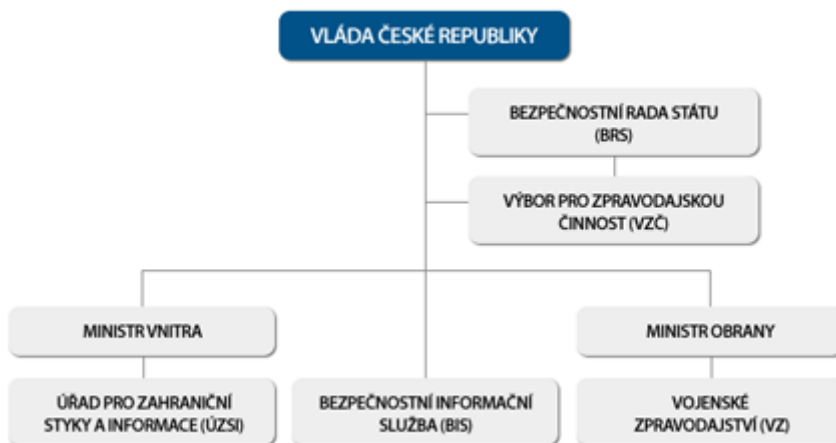 VLÁDA ČESKÉ REPUBLIKY
BEZPEČNOSTNÍ RADA STÁTU
(BRS)
VÝBOR PRO ZPRAVODAJSKOU
ČINNOST (VZČ)
MINISTR VNITRA
MINISTR OBRANY
ÚŘAD PRO ZAHRANIČNÍ
STYKY A INFORMACE (ÚZSI)
BEZPEČNOSTNÍ INFORMAČNÍ
SLUŽBA (BIS)
VOJENSKÉ
ZPRAVODAJSTVÍ (VZ)